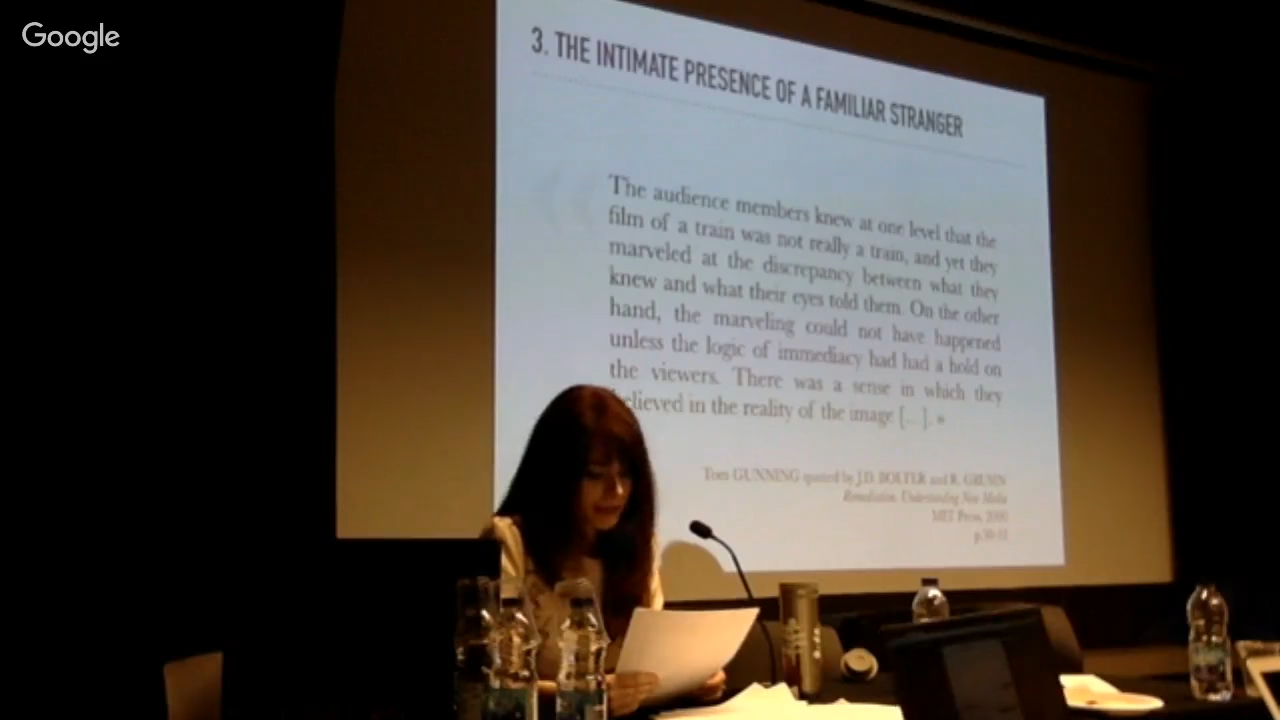 Google
3. THE INTIMATE PRESENCE OF A FAMILIAR STRANGER
The audience members knew at one level that the
film of a train was not really a train, and yet they
marveled at the discrepancy between what they
knew and what their eyes told them. On the other
hand, the marveling could not have happened
unless the logic of immediacy had had a hold on
the viewers. There was a sense in which they
believed in the reality of the image [...]. »
Tom GUNNING quoted by J.D. BOLTER and R. GRUSIN
Remediation. Understanding New Media
MIT Press, 2000
p.30-31